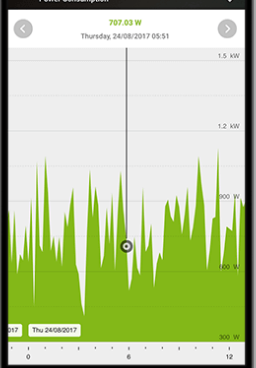 Power Consumption
707.03 W
Thursday, 24/08/2017 05:51
1.5 kW
1.2 kW
900 W
600 W
300 W
017 Thu 24/08/2017
0 6 12